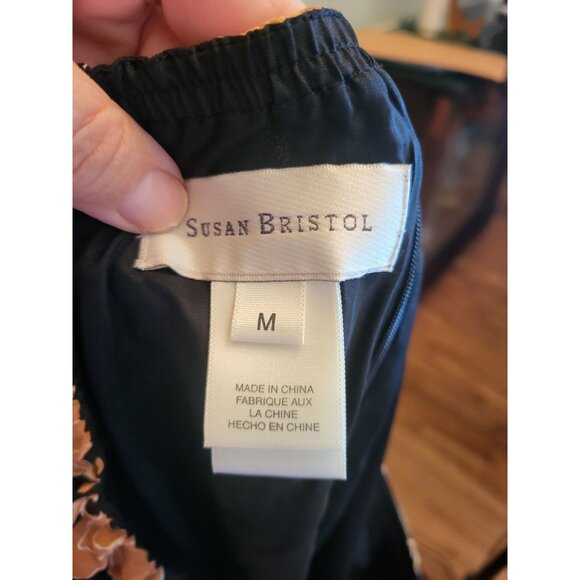 SUSAN BRISTOL
M
MADE IN CHINA
FABRIQUE AUX
LA CHINE
HECHO EN CHINE